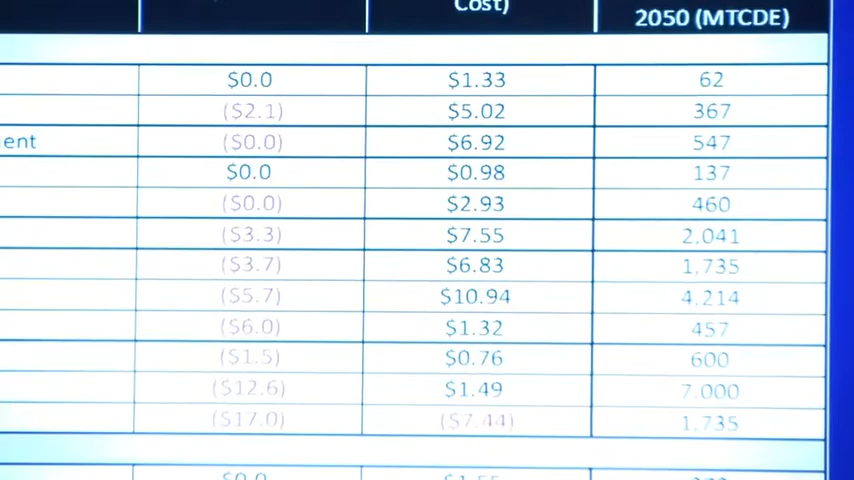 Cost)
2050 (MTCDE)
$0.0 $1.33 62
($2.1) $5.02 367
ent ($0.0) $6.92 547
$0.0 $0.98 137
($0.0) $2.93 460
($3.3) $7.55 2,041
($3.7) $6.83 1,735
($5.7) $10.94 4,214
($6.0) $1.32 457
($1.5) $0.76 600
($12.6) $1.49 7,000
($17.0) ($7.44) 1,735
$0.0